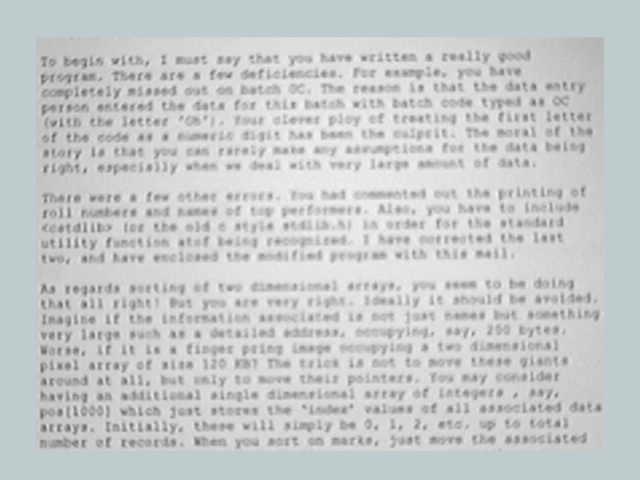 To begin with, I must say that you have written a really good
program. There are a few deficiencies. For example, you have
completely missed out on batch 0C. The reason is that the data entry
person entered the data for this batch with batch code typed as OC
(with the letter "Oh"). Your clever ploy of treating the first letter
of the code as a numeric digit has been the culprit. The moral of the
story is that you can rarely make any assumptions for the data being
right, especially when we deal with very large amount of data.
There were a few other errors. You had commented out the printing of
roll numbers and names of top performers. Also, you have to include
<cstdlib> (or the old c style stdlib.h) in order for the standard
utility function atof being recognized. I have corrected the last
two, and have enclosed the modified program with this mail.
As regards sorting of two dimensional arrays, you seem to be doing
that all right! But you are very right. Ideally it should be avoided.
Imagine if the information associated is not just names but something
very large such as a detailed address, occupying, say, 200 bytes.
Worse, if it is a finger pring image occupying a two dimensional
pixel array of size 120 KB? The trick is not to move these giants
around at all, but only to move their pointers. You may consider
having an additional single dimensional array of integers , say,
pos[1000] which just stores the "index" values of all associated data
arrays. Initially, these will simply be 0, 1, 2, etc. up to total
number of records. When you sort on marks, just move the associated